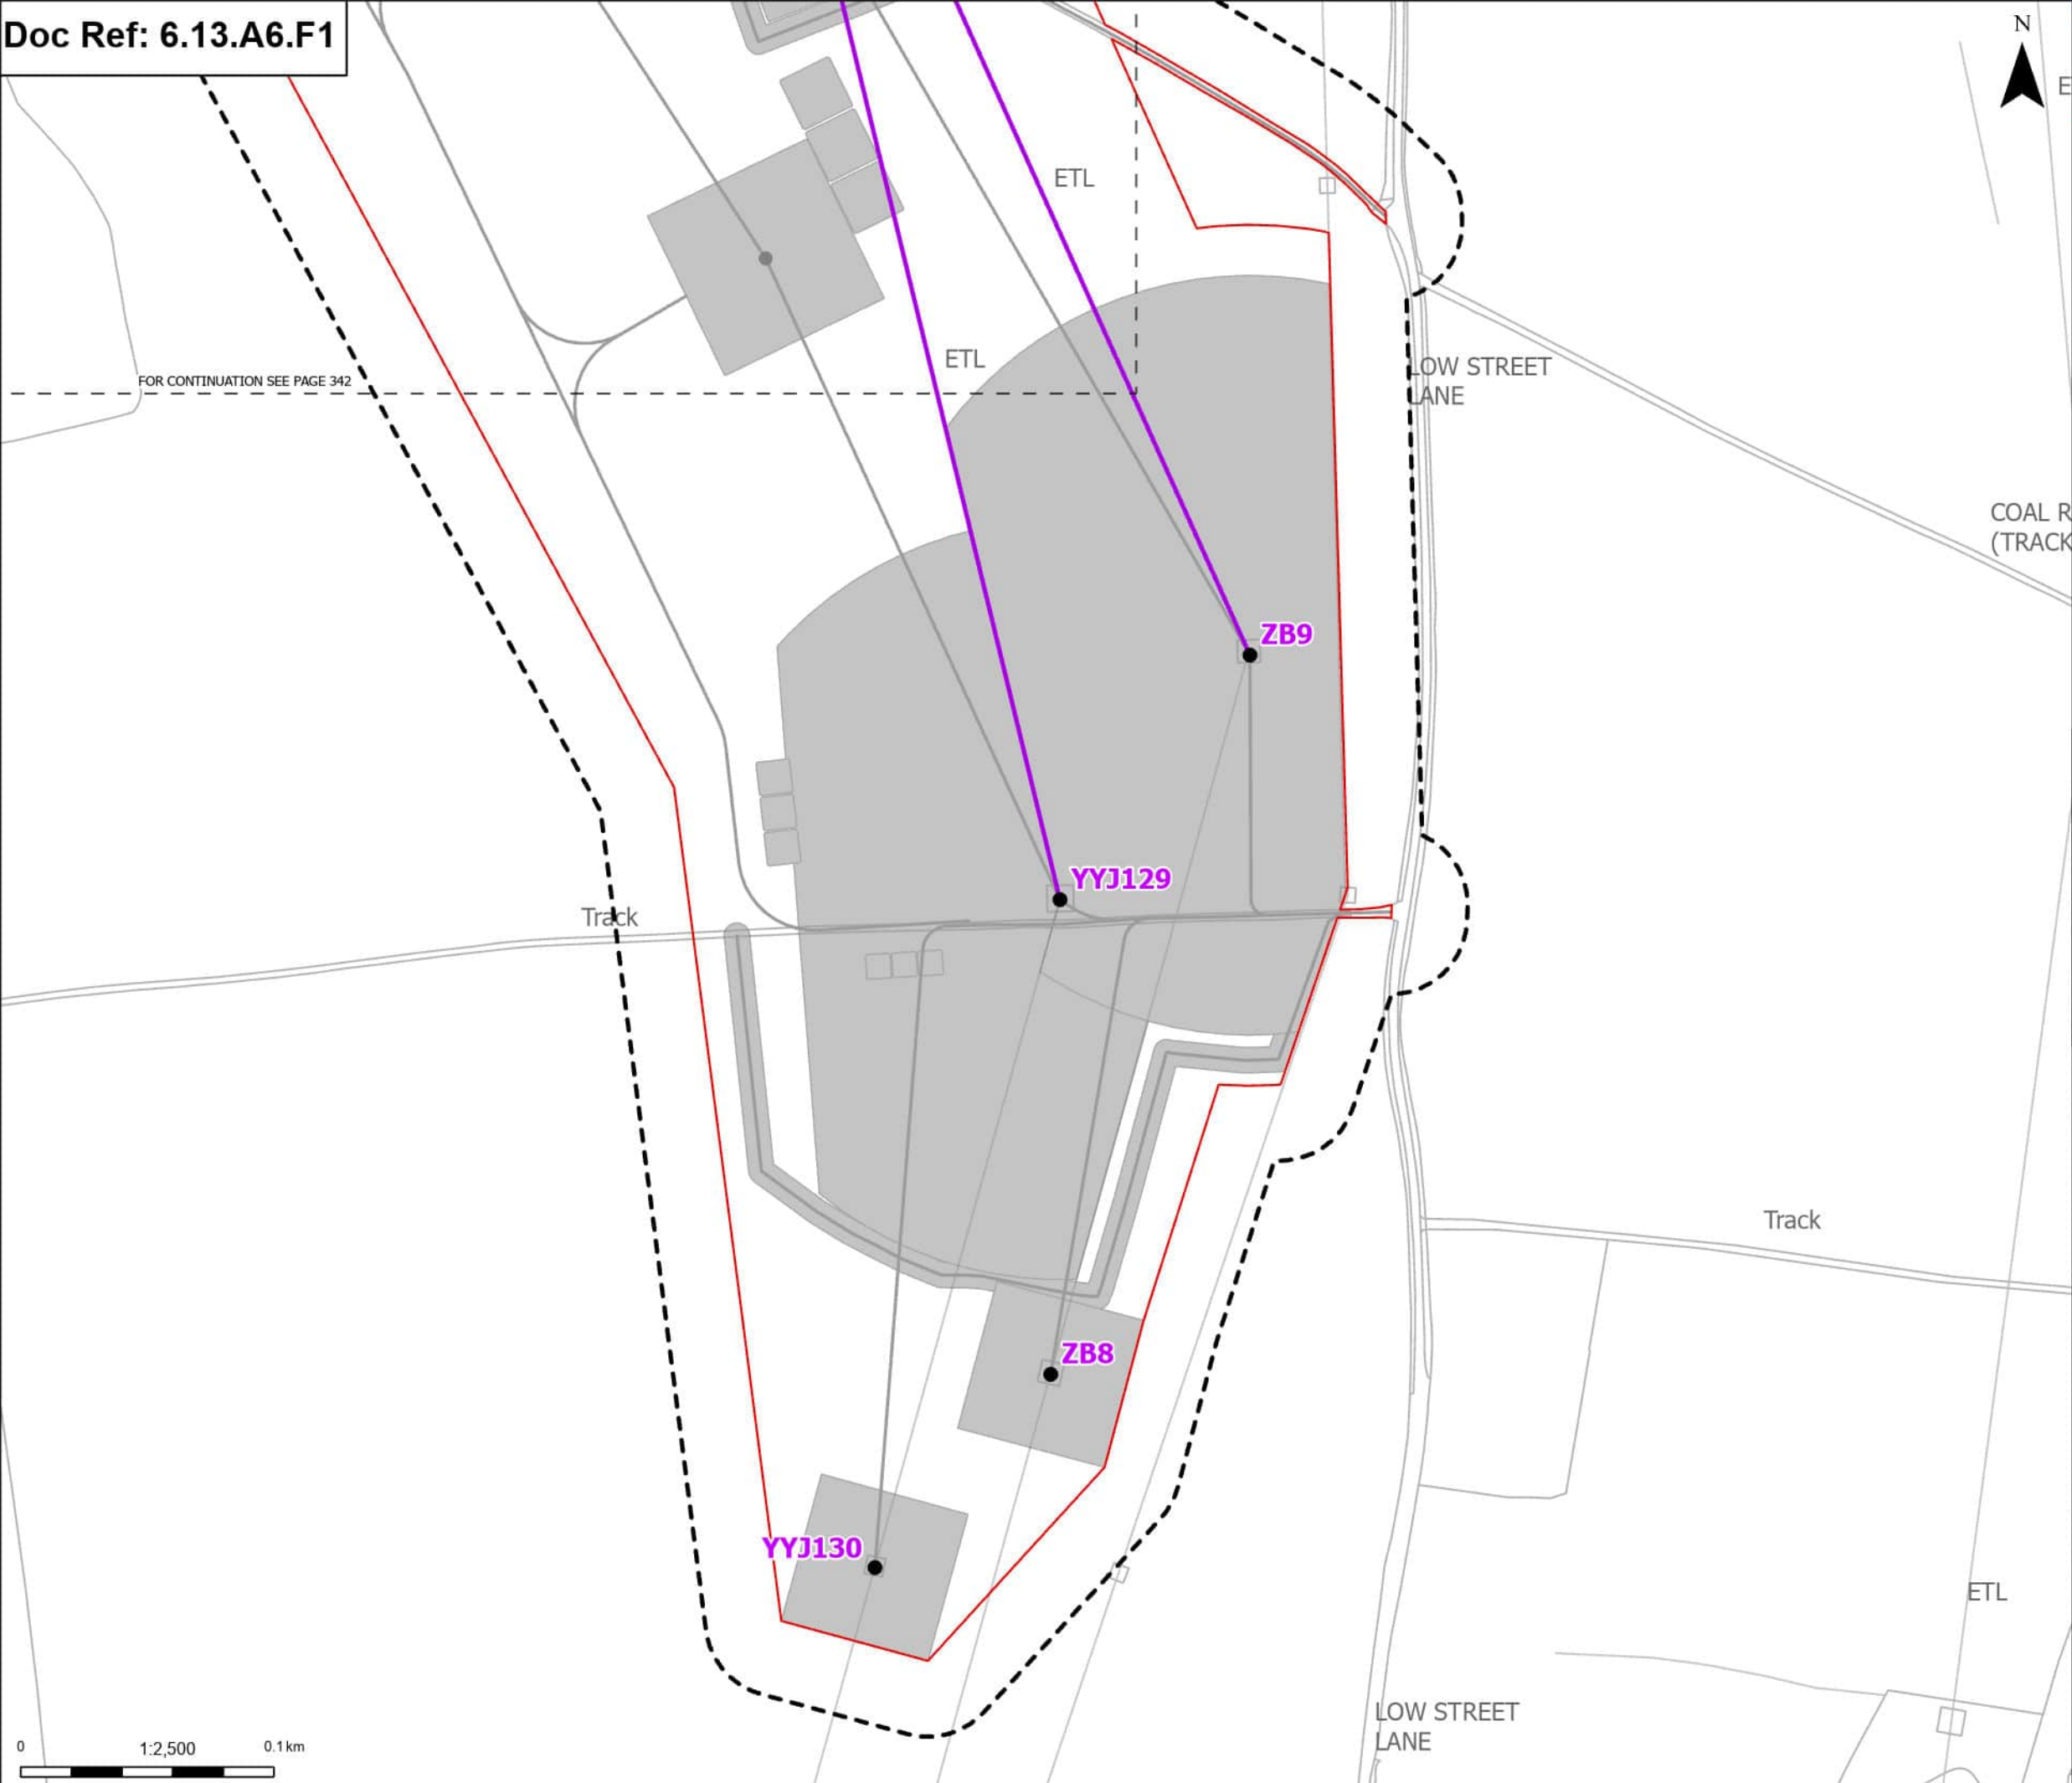 Doc Ref: 6.13.A6.F1
N
E
ETL
ETL
LOW STREET
LANE
FOR CONTINUATION SEE PAGE 342
COAL R
(TRACK
ZB9
YYJ129
Track
Track
ZB8
YYJ130
ETL
LOW STREET
LANE
0
1:2,500
0.1 km